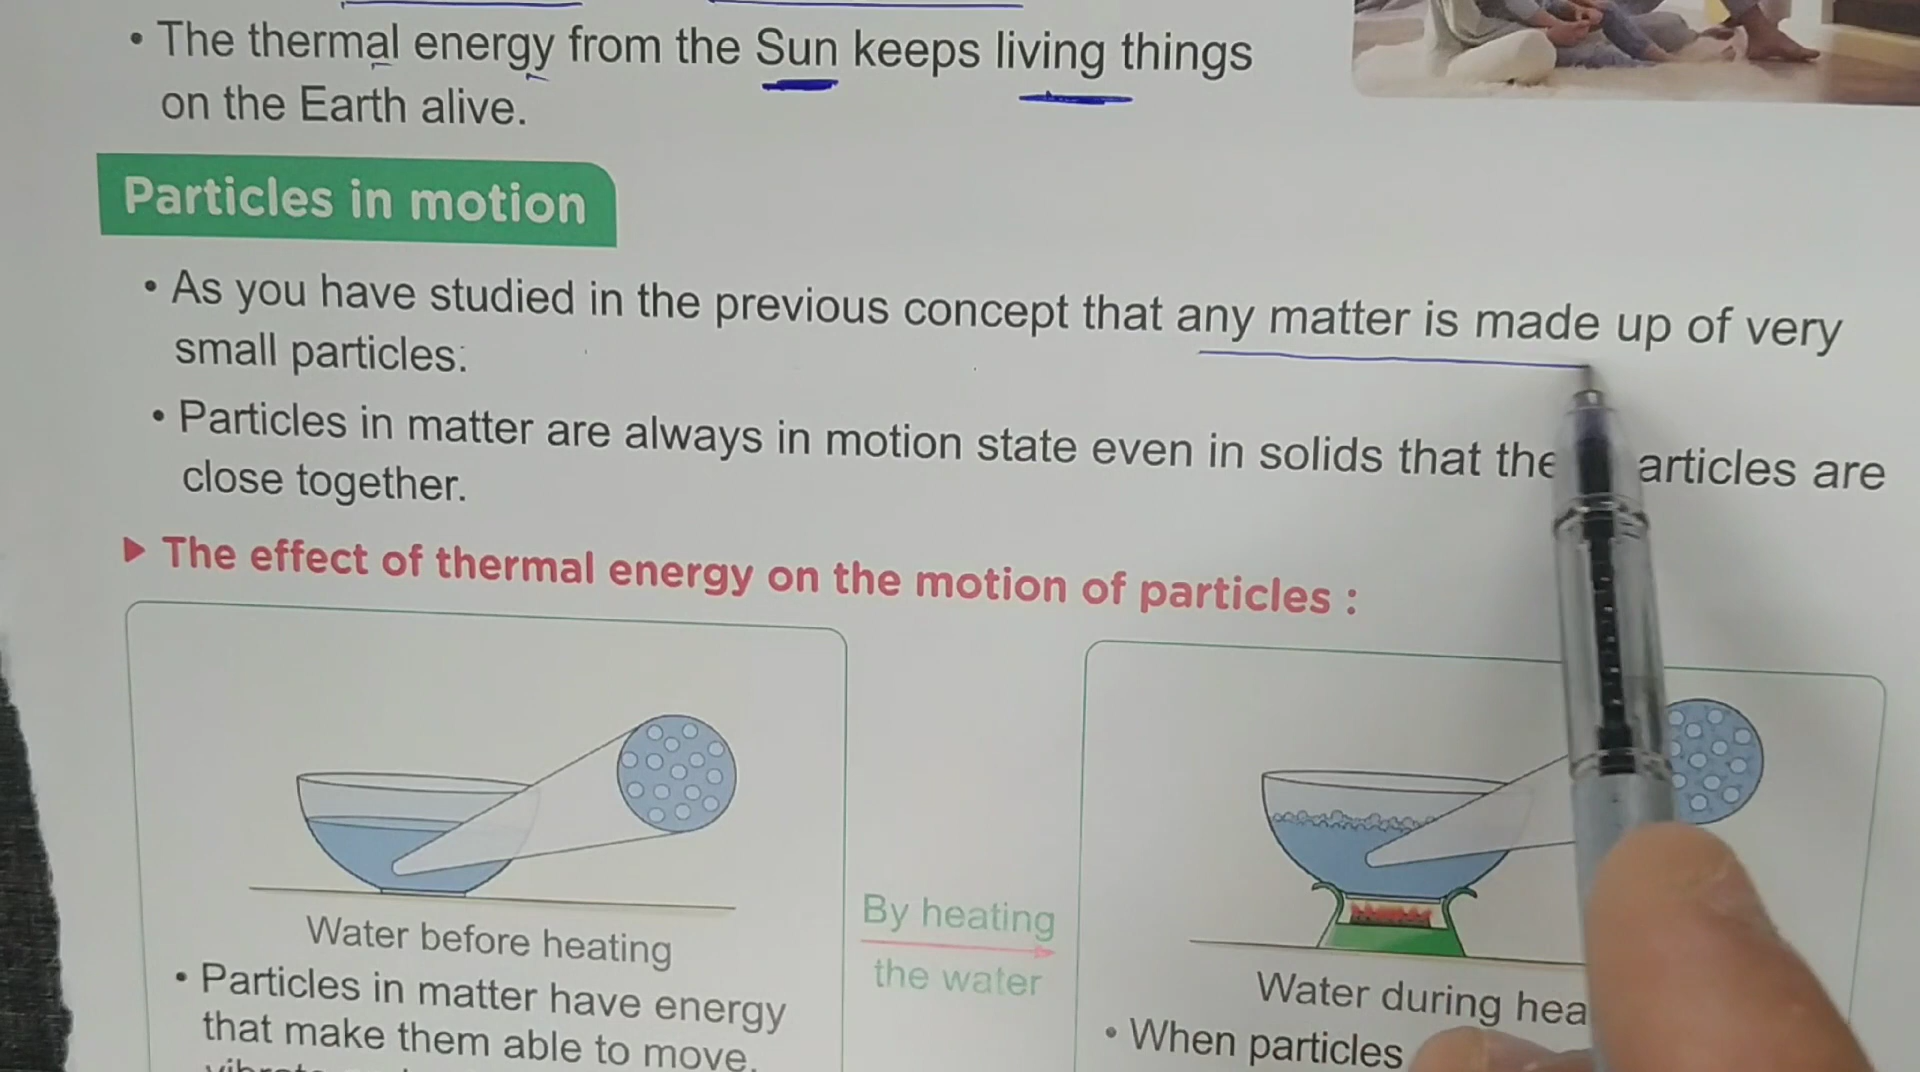 • The thermal energy from the Sun keeps living things
on the Earth alive.
Particles in motion
• As you have studied in the previous concept that any matter is made up of very
small particles.
• Particles in matter are always in motion state even in solids that the articles are
close together.
The effect of thermal energy on the motion of particles :
Water before heating
• Particles in matter have energy
that make them able to move,
By heating
the water
Water during hea
• When particles